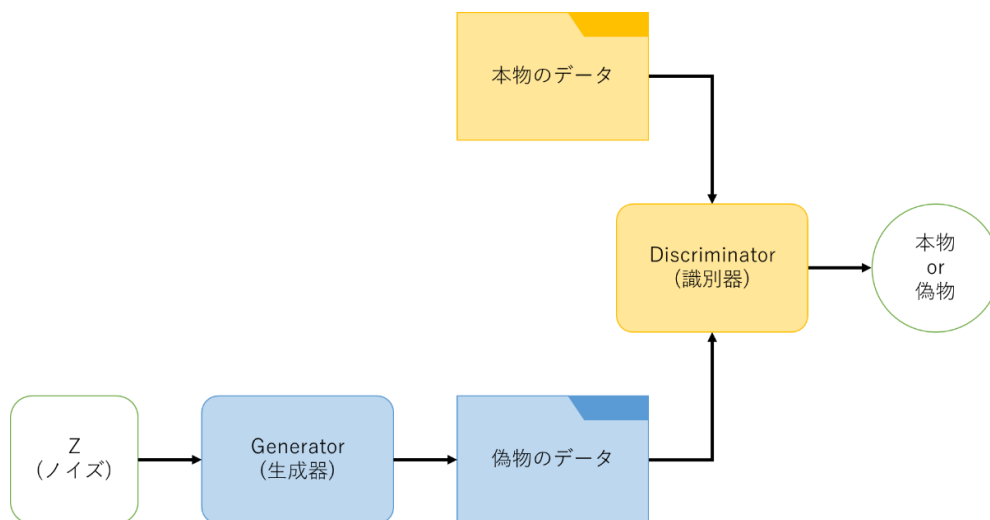 本物のデータ
Discriminator
(識別器)
本物
or
偽物
Z
(ノイズ)
Generator
(生成器)
偽物のデータ